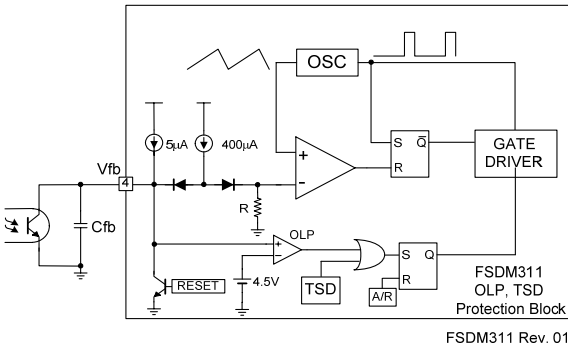 OSC
5μA
400μA
Vfb
4
+
-
S Q̅
R
GATE
DRIVER
Cfb
R
OLP
+
-
RESET
4.5V
TSD
S Q
R
A/R
FSDM311
OLP, TSD
Protection Block
FSDM311 Rev. 01